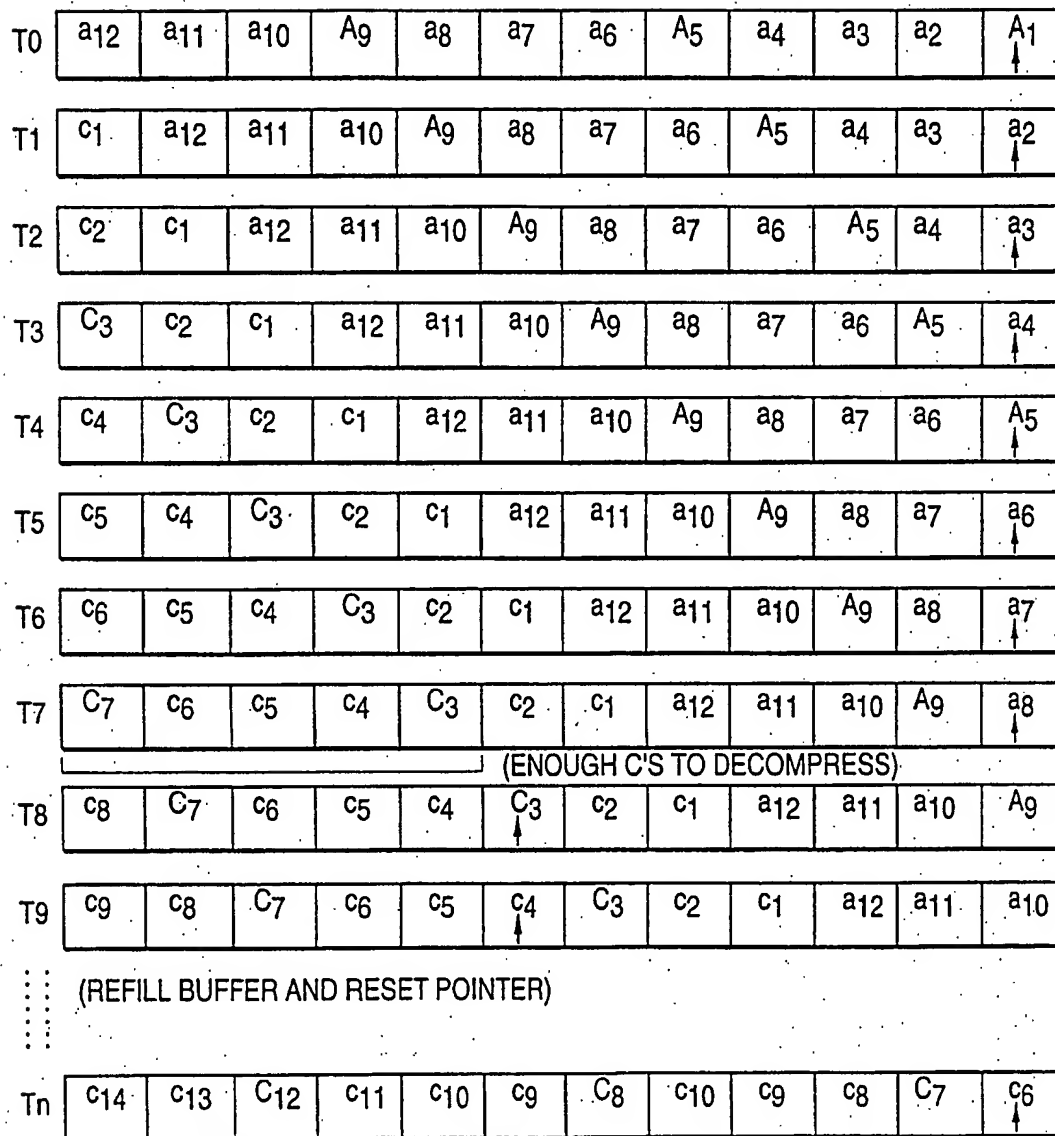 T0 a12 a11 a10 A9 a8 a7 a6 A5 a4 a3 a2 A1
T1 c1 a12 a11 a10 A9 a8 a7 a6 A5 a4 a3 a2
T2 c2 c1 a12 a11 a10 A9 a8 a7 a6 A5 a4 a3
T3 C3 c2 c1 a12 a11 a10 A9 a8 a7 a6 A5 a4
T4 c4 C3 c2 c1 a12 a11 a10 A9 a8 a7 a6 A5
T5 c5 c4 C3 c2 c1 a12 a11 a10 A9 a8 a7 a6
T6 c6 c5 c4 C3 c2 c1 a12 a11 a10 A9 a8 a7
T7 C7 c6 c5 c4 C3 c2 c1 a12 a11 a10 A9 a8
(ENOUGH C'S TO DECOMPRESS)
T8 c8 C7 c6 c5 c4 C3 c2 c1 a12 a11 a10 A9
T9 c9 c8 C7 c6 c5 c4 C3 c2 c1 a12 a11 a10
(REFILL BUFFER AND RESET POINTER)
Tn c14 c13 C12 c11 c10 c9 C8 c10 c9 c8 C7 c6